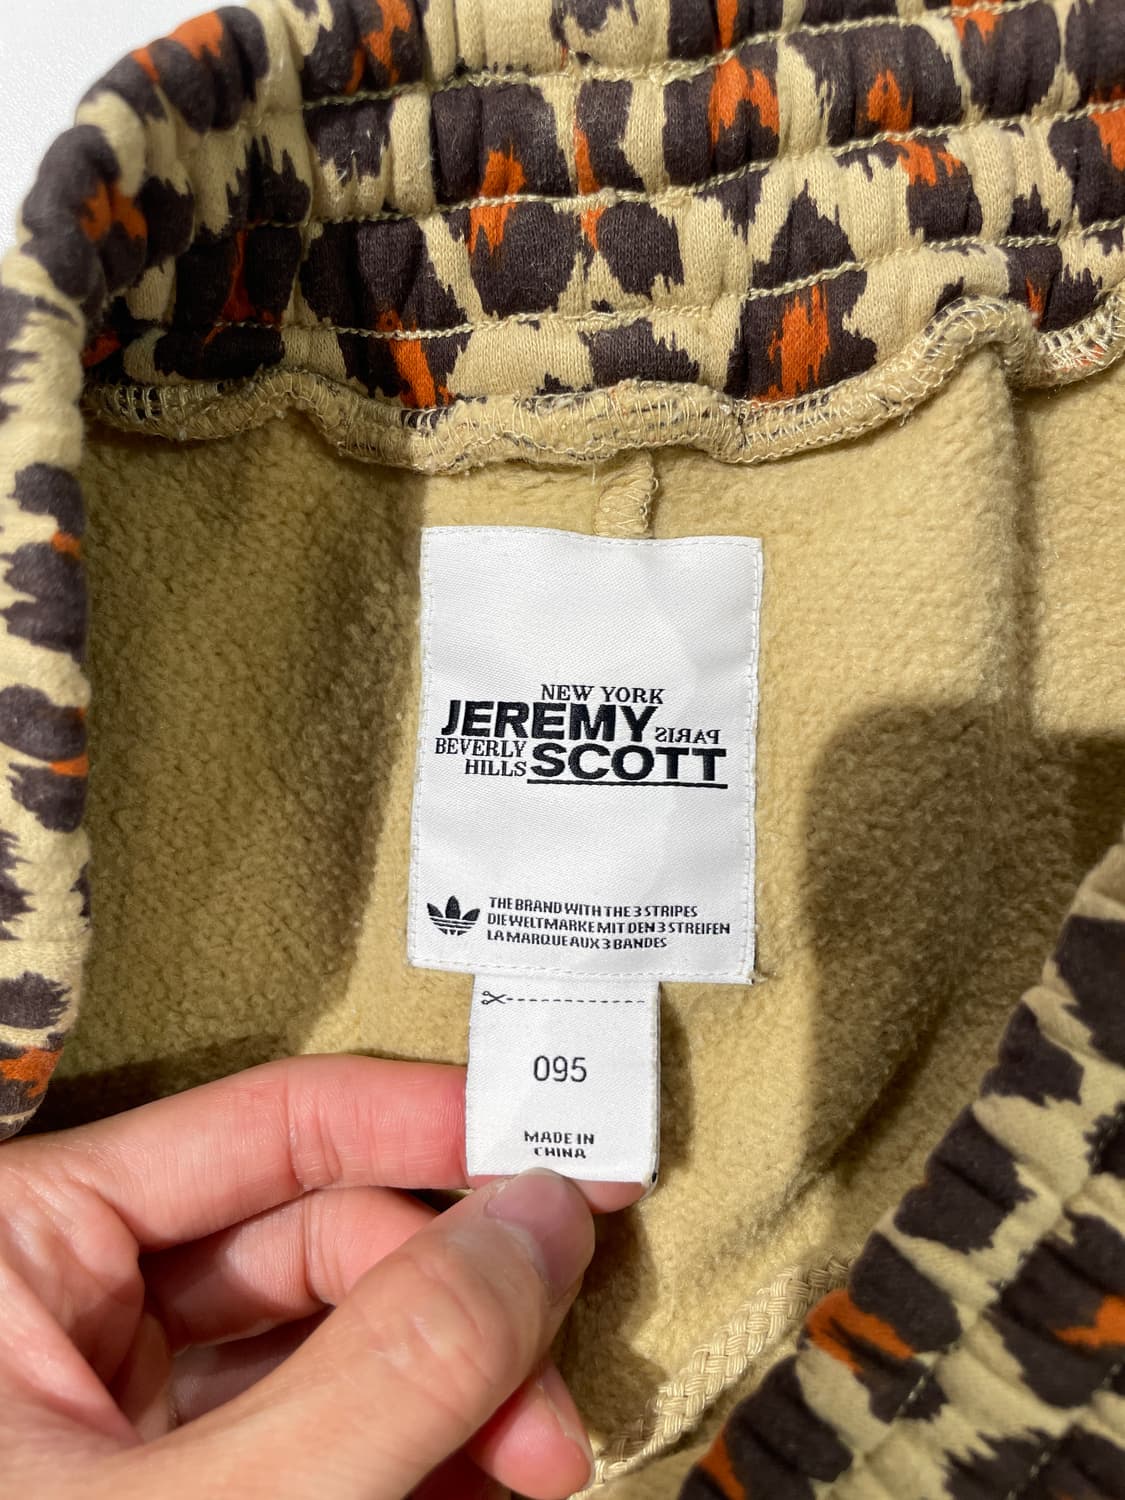 NEW YORK
JEREMY PARIS
BEVERLY
HILLS SCOTT
THE BRAND WITH THE 3 STRIPES
DIE WELTMARKE MIT DEN 3 STREIFEN
LA MARQUE AUX 3 BANDES
095
MADE IN
CHINA